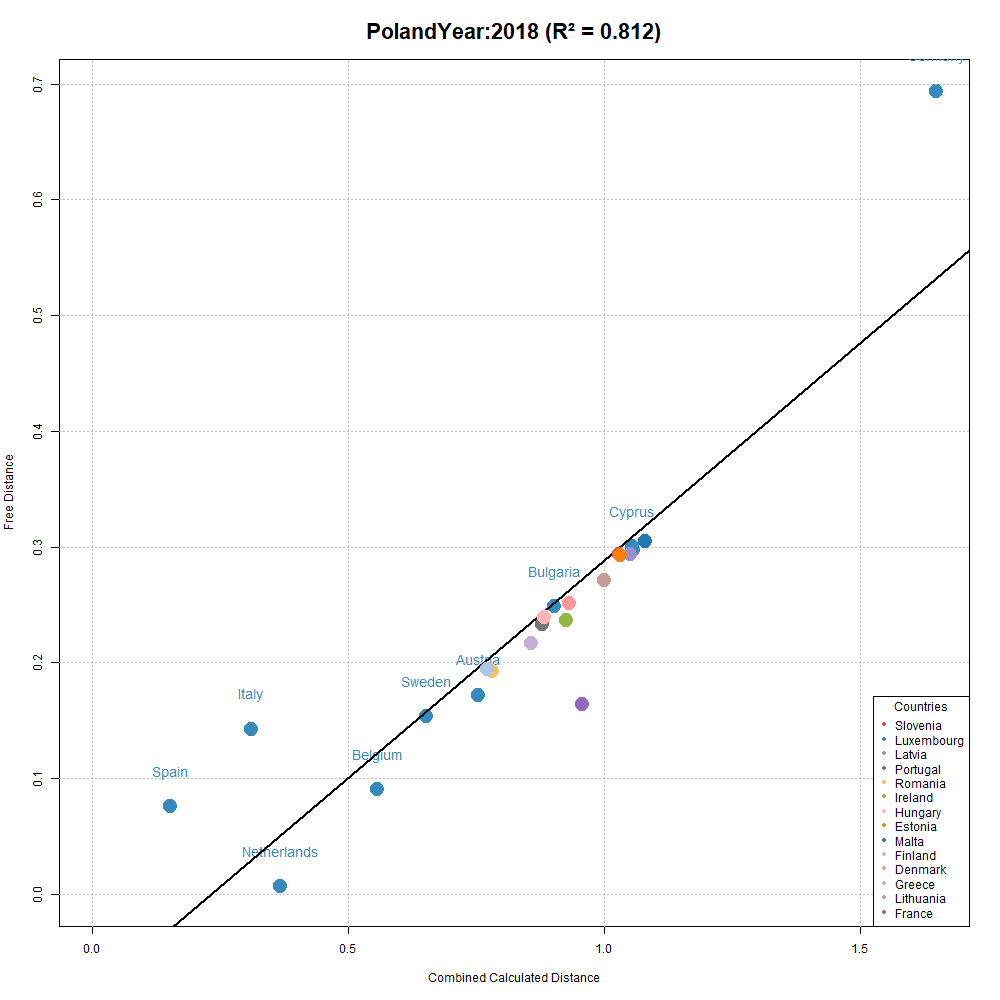 PolandYear:2018 (R² = 0.812)
0.7
0.6
0.5
0.4
0.3
0.2
0.1
0.0
Free Distance
Cyprus
Bulgaria
Austria
Sweden
Italy
Belgium
Spain
Netherlands
Countries
Slovenia
Luxembourg
Latvia
Portugal
Romania
Ireland
Hungary
Estonia
Malta
Finland
Denmark
Greece
Lithuania
France
0.0 0.5 1.0 1.5
Combined Calculated Distance